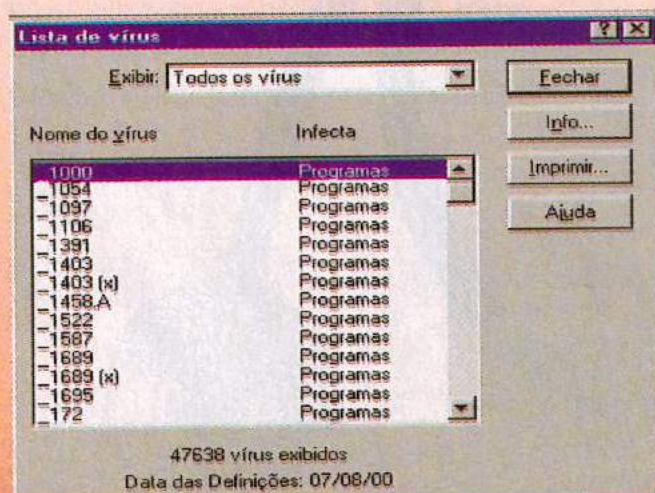 Lista de vírus
Exibir: Todos os vírus
Fechar
Info...
Imprimir...
Ajuda
Nome do vírus Infecta
_1000 Programas
_1054 Programas
_1097 Programas
_1106 Programas
_1391 Programas
_1403 Programas
_1403 (x) Programas
_1458.A Programas
_1522 Programas
_1587 Programas
_1689 Programas
_1689 (x) Programas
_1695 Programas
_172 Programas
47638 vírus exibidos
Data das Definições: 07/08/00